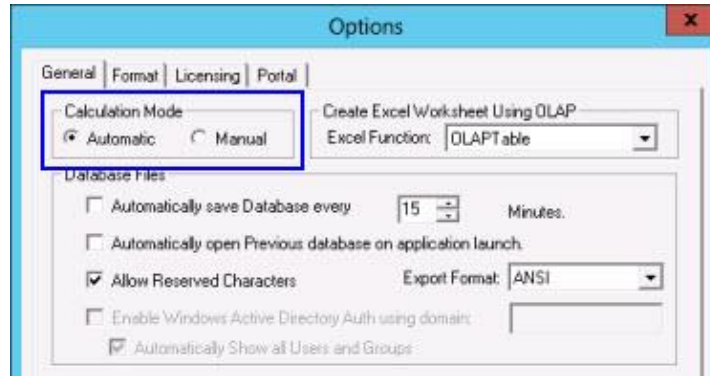 Options
x
General Format Licensing Portal
Calculation Mode
Automatic Manual
Create Excel Worksheet Using OLAP
Excel Function: OLAPTable
Database Files
Automatically save Database every 15 Minutes.
Automatically open Previous database on application launch.
Allow Reserved Characters Export Format: ANSI
Enable Windows Active Directory Auth using domain:
Automatically Show all Users and Groups